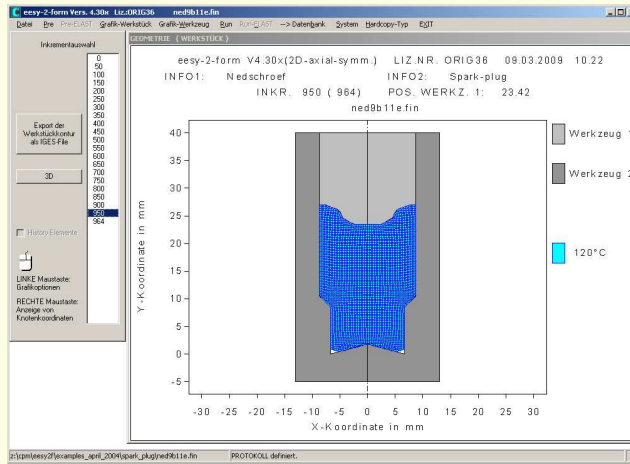 eesy-2-form Vers. 4.30x Liz.:ORIG36 ned9b11e.fin
Datei Pre Pre-ELAST Grafik-Werkstück Grafik-Werkzeug Run Run-ELAST --> Datenbank System Hardcopy-Typ EXIT
Inkrementauswahl
0
50
100
150
200
250
300
350
400
450
500
550
600
650
700
750
800
850
900
950
964
Export der
Werkstückkontur
als IGES-File
3D
History-Elemente
LINKE Maustaste:
Grafikoptionen
RECHTE Maustaste:
Anzeige von
Knotenkoordinaten
GEOMETRIE ( WERKSTÜCK )
eesy-2-form V4.30x(2D-axial-symm.) LIZ.NR. ORIG36 09.03.2009 10.22
INFO1: Nedschroef INFO2: Spark-plug
INKR. 950 ( 964) POS. WERKZ. 1: 23.42
ned9b11e.fin
Y-Koordinate in mm
40
35
30
25
20
15
10
5
0
-5
-30 -25 -20 -15 -10 -5 0 5 10 15 20 25 30
X-Koordinate in mm
Werkzeug
Werkzeug
120°C
z:\cpm\eesy2f\examples_april_2004\spark_plug\ned9b11e.fin PROTOKOLL definiert.